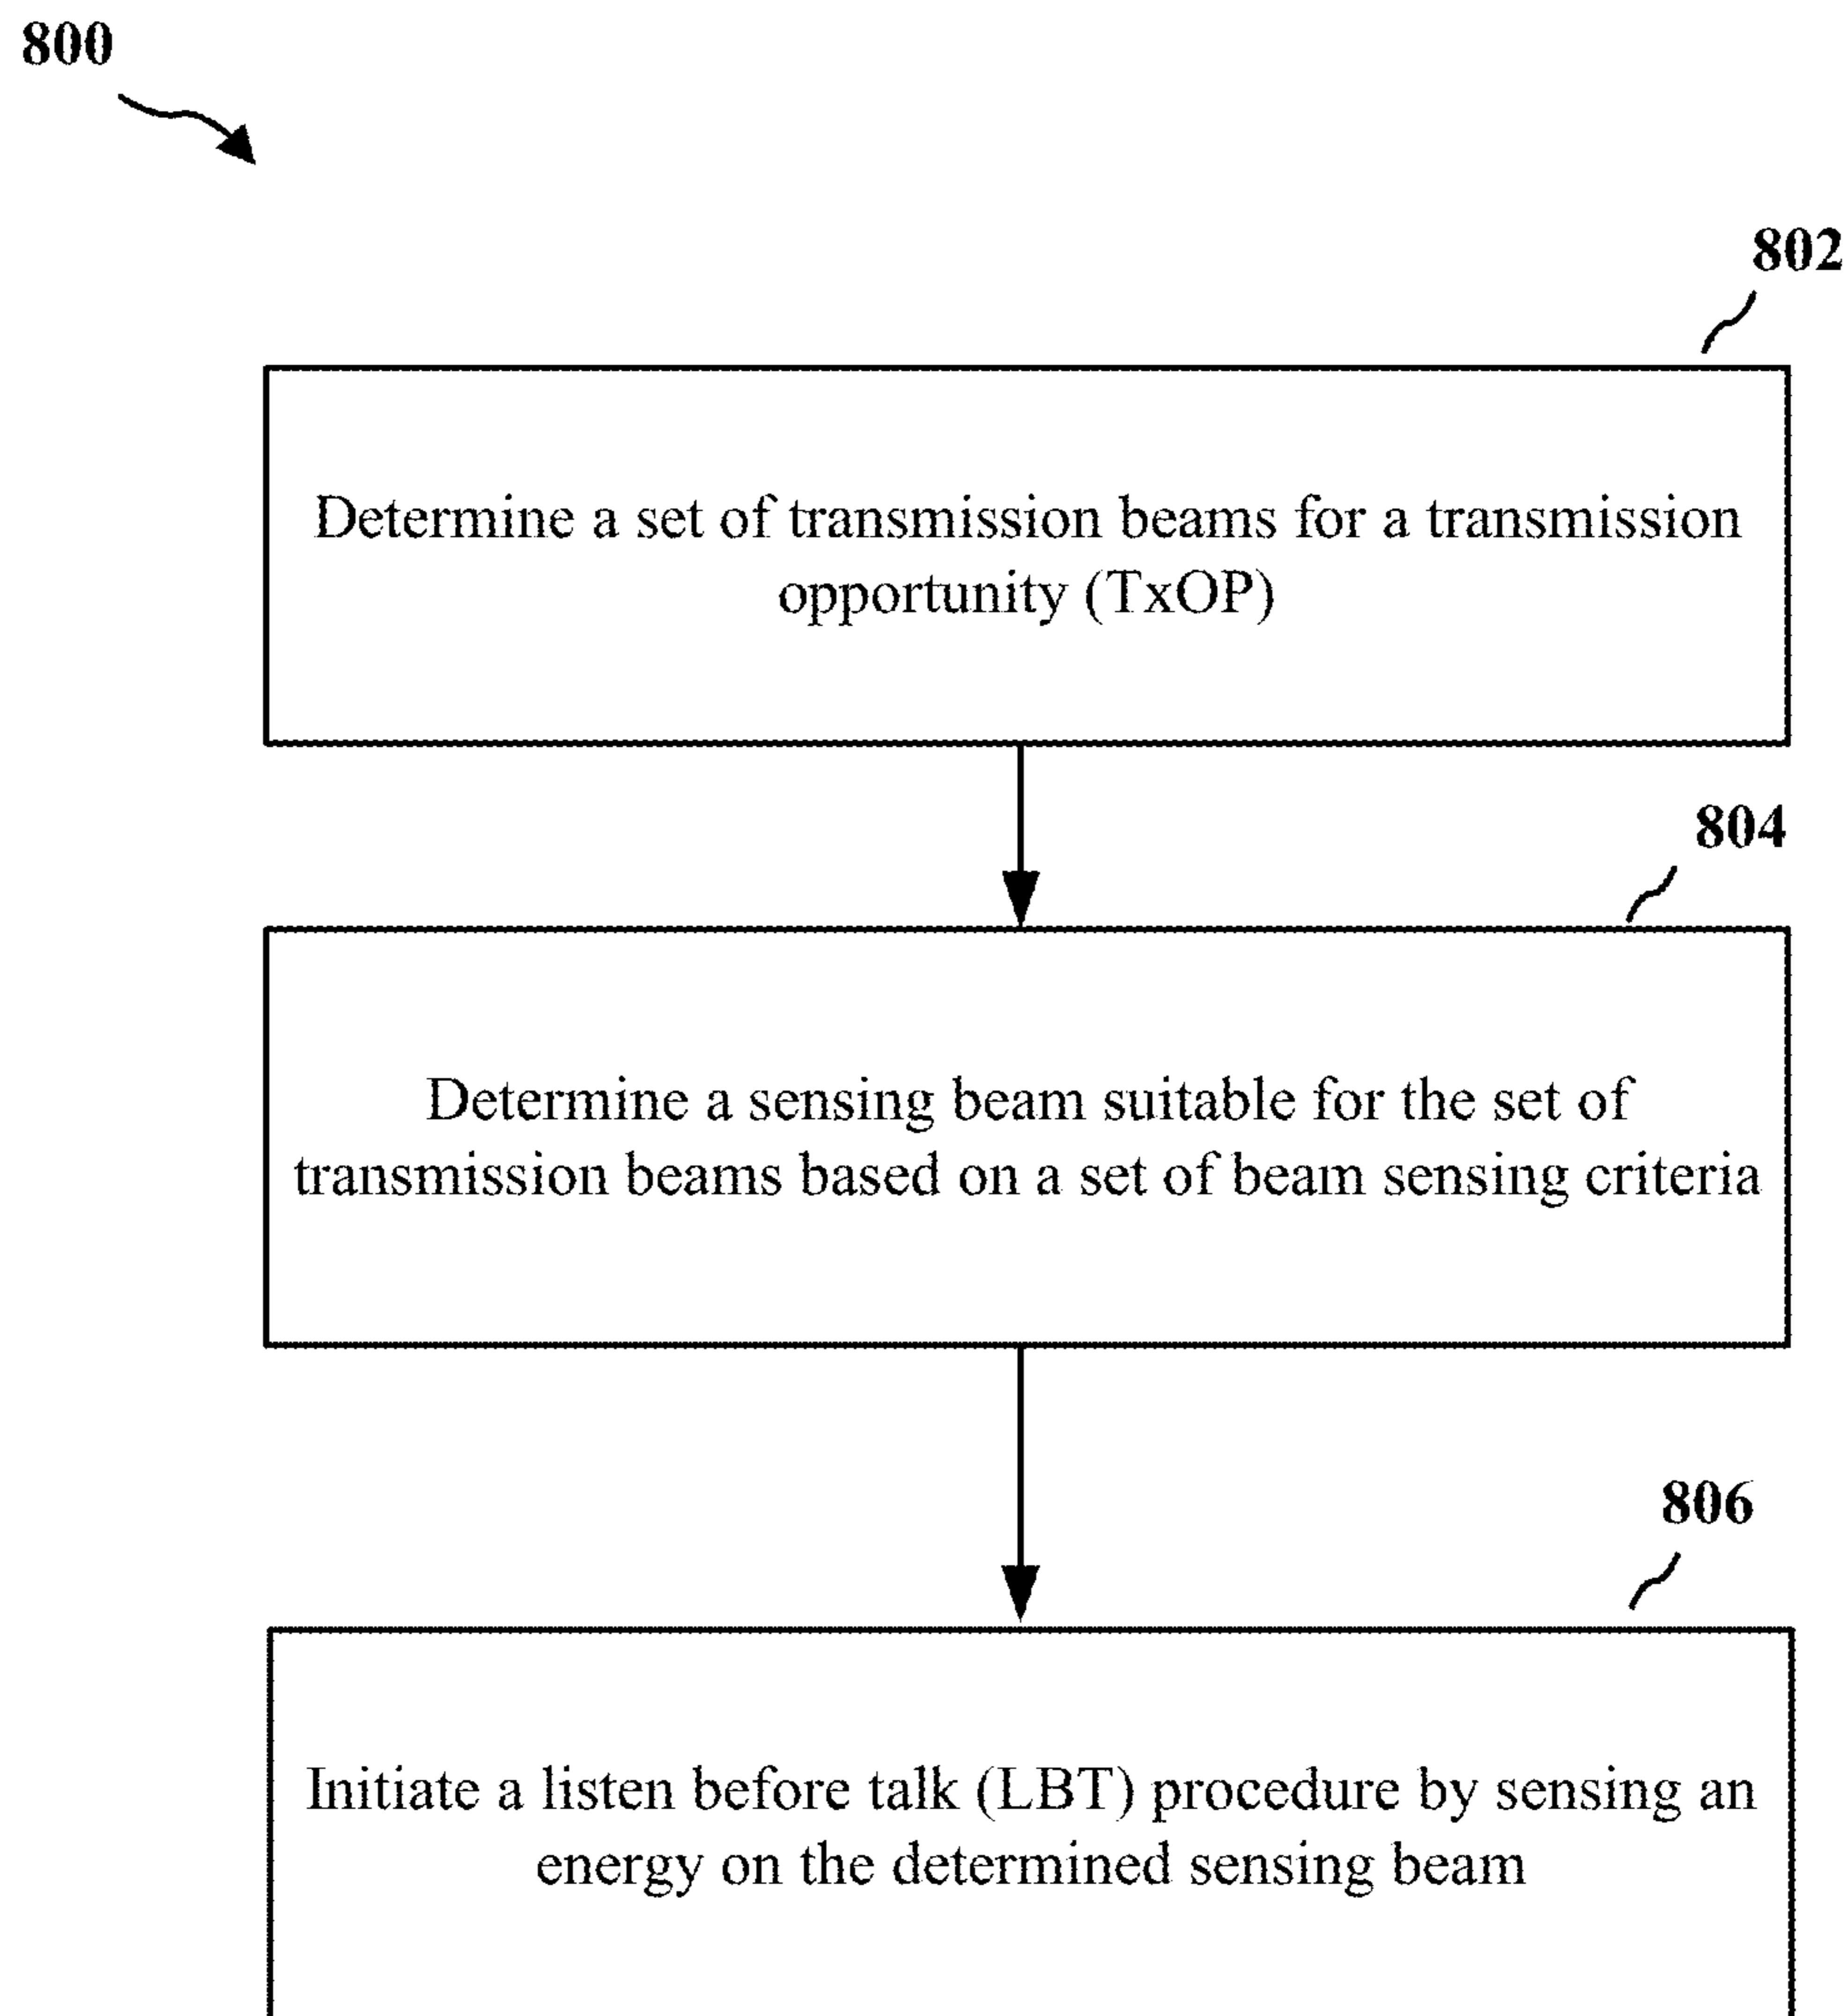 800
802
Determine a set of transmission beams for a transmission
opportunity (TxOP)
804
Determine a sensing beam suitable for the set of
transmission beams based on a set of beam sensing criteria
806
Initiate a listen before talk (LBT) procedure by sensing an
energy on the determined sensing beam